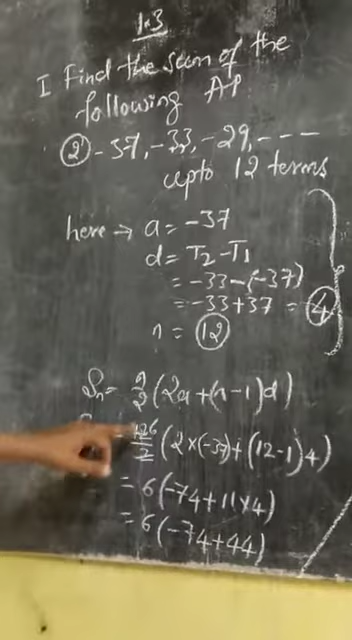 1.3
I Find the sum of the
following AP.
② -37, -33, -29, - - - -
upto 12 terms
here → a = -37
d = T₂ - T₁
= -33 - (-37)
= -33 + 37 = ④
n = ⑫
Sn = n/2 (2a + (n-1)d)
= 12/2 6 (2×(-37) + (12-1)4)
= 6(-74 + 11×4)
= 6(-74 + 44)